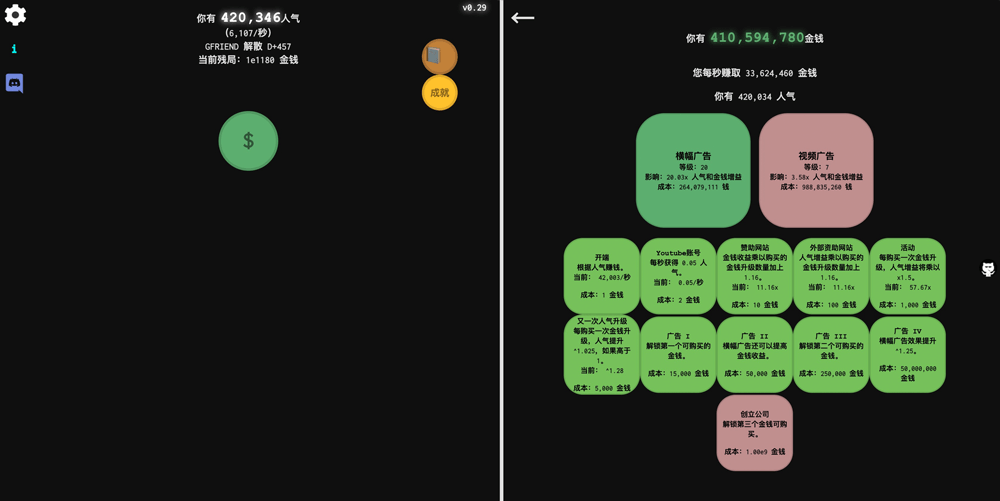 v0.29
你有 420,346人气
(6,107/秒)
GFRIEND 解散 D+457
当前残局: 1e1180 金钱
i
成就
$
你有 410,594,780金钱
您每秒赚取 33,624,460 金钱
你有 420,034 人气
横幅广告
等级: 20
影响: 20.03x 人气和金钱增益
成本: 264,079,111 钱
视频广告
等级: 7
影响: 3.58x 人气和金钱增益
成本: 988,835,260 钱
开端
根据人气赚钱。
当前: 42,003/秒
成本: 1 金钱
Youtube账号
每秒获得 0.05 人
气。
当前: 0.05/秒
成本: 2 金钱
赞助网站
金钱收益乘以购买的
金钱升级数量加上
1.16。
当前: 11.16x
成本: 10 金钱
外部资助网站
人气增益乘以购买的
金钱升级数量加上
1.16。
当前: 11.16x
成本: 100 金钱
活动
每购买一次金钱升
级，人气增益将乘以
x1.5。
当前: 57.67x
成本: 1,000 金钱
又一次人气升级
每购买一次金钱升
级，人气提升
^1.025，如果高于
1。
当前: ^1.28
成本: 5,000 金钱
广告 I
解锁第一个可购买的
金钱。
成本: 15,000 金钱
广告 II
横幅广告还可以提高
金钱收益。
成本: 50,000 金钱
广告 III
解锁第二个可购买的
金钱。
成本: 250,000 金钱
广告 IV
横幅广告效果提升
^1.25。
成本: 50,000,000
金钱
创立公司
解锁第三个金钱可购
买。
成本: 1.00e9 金钱